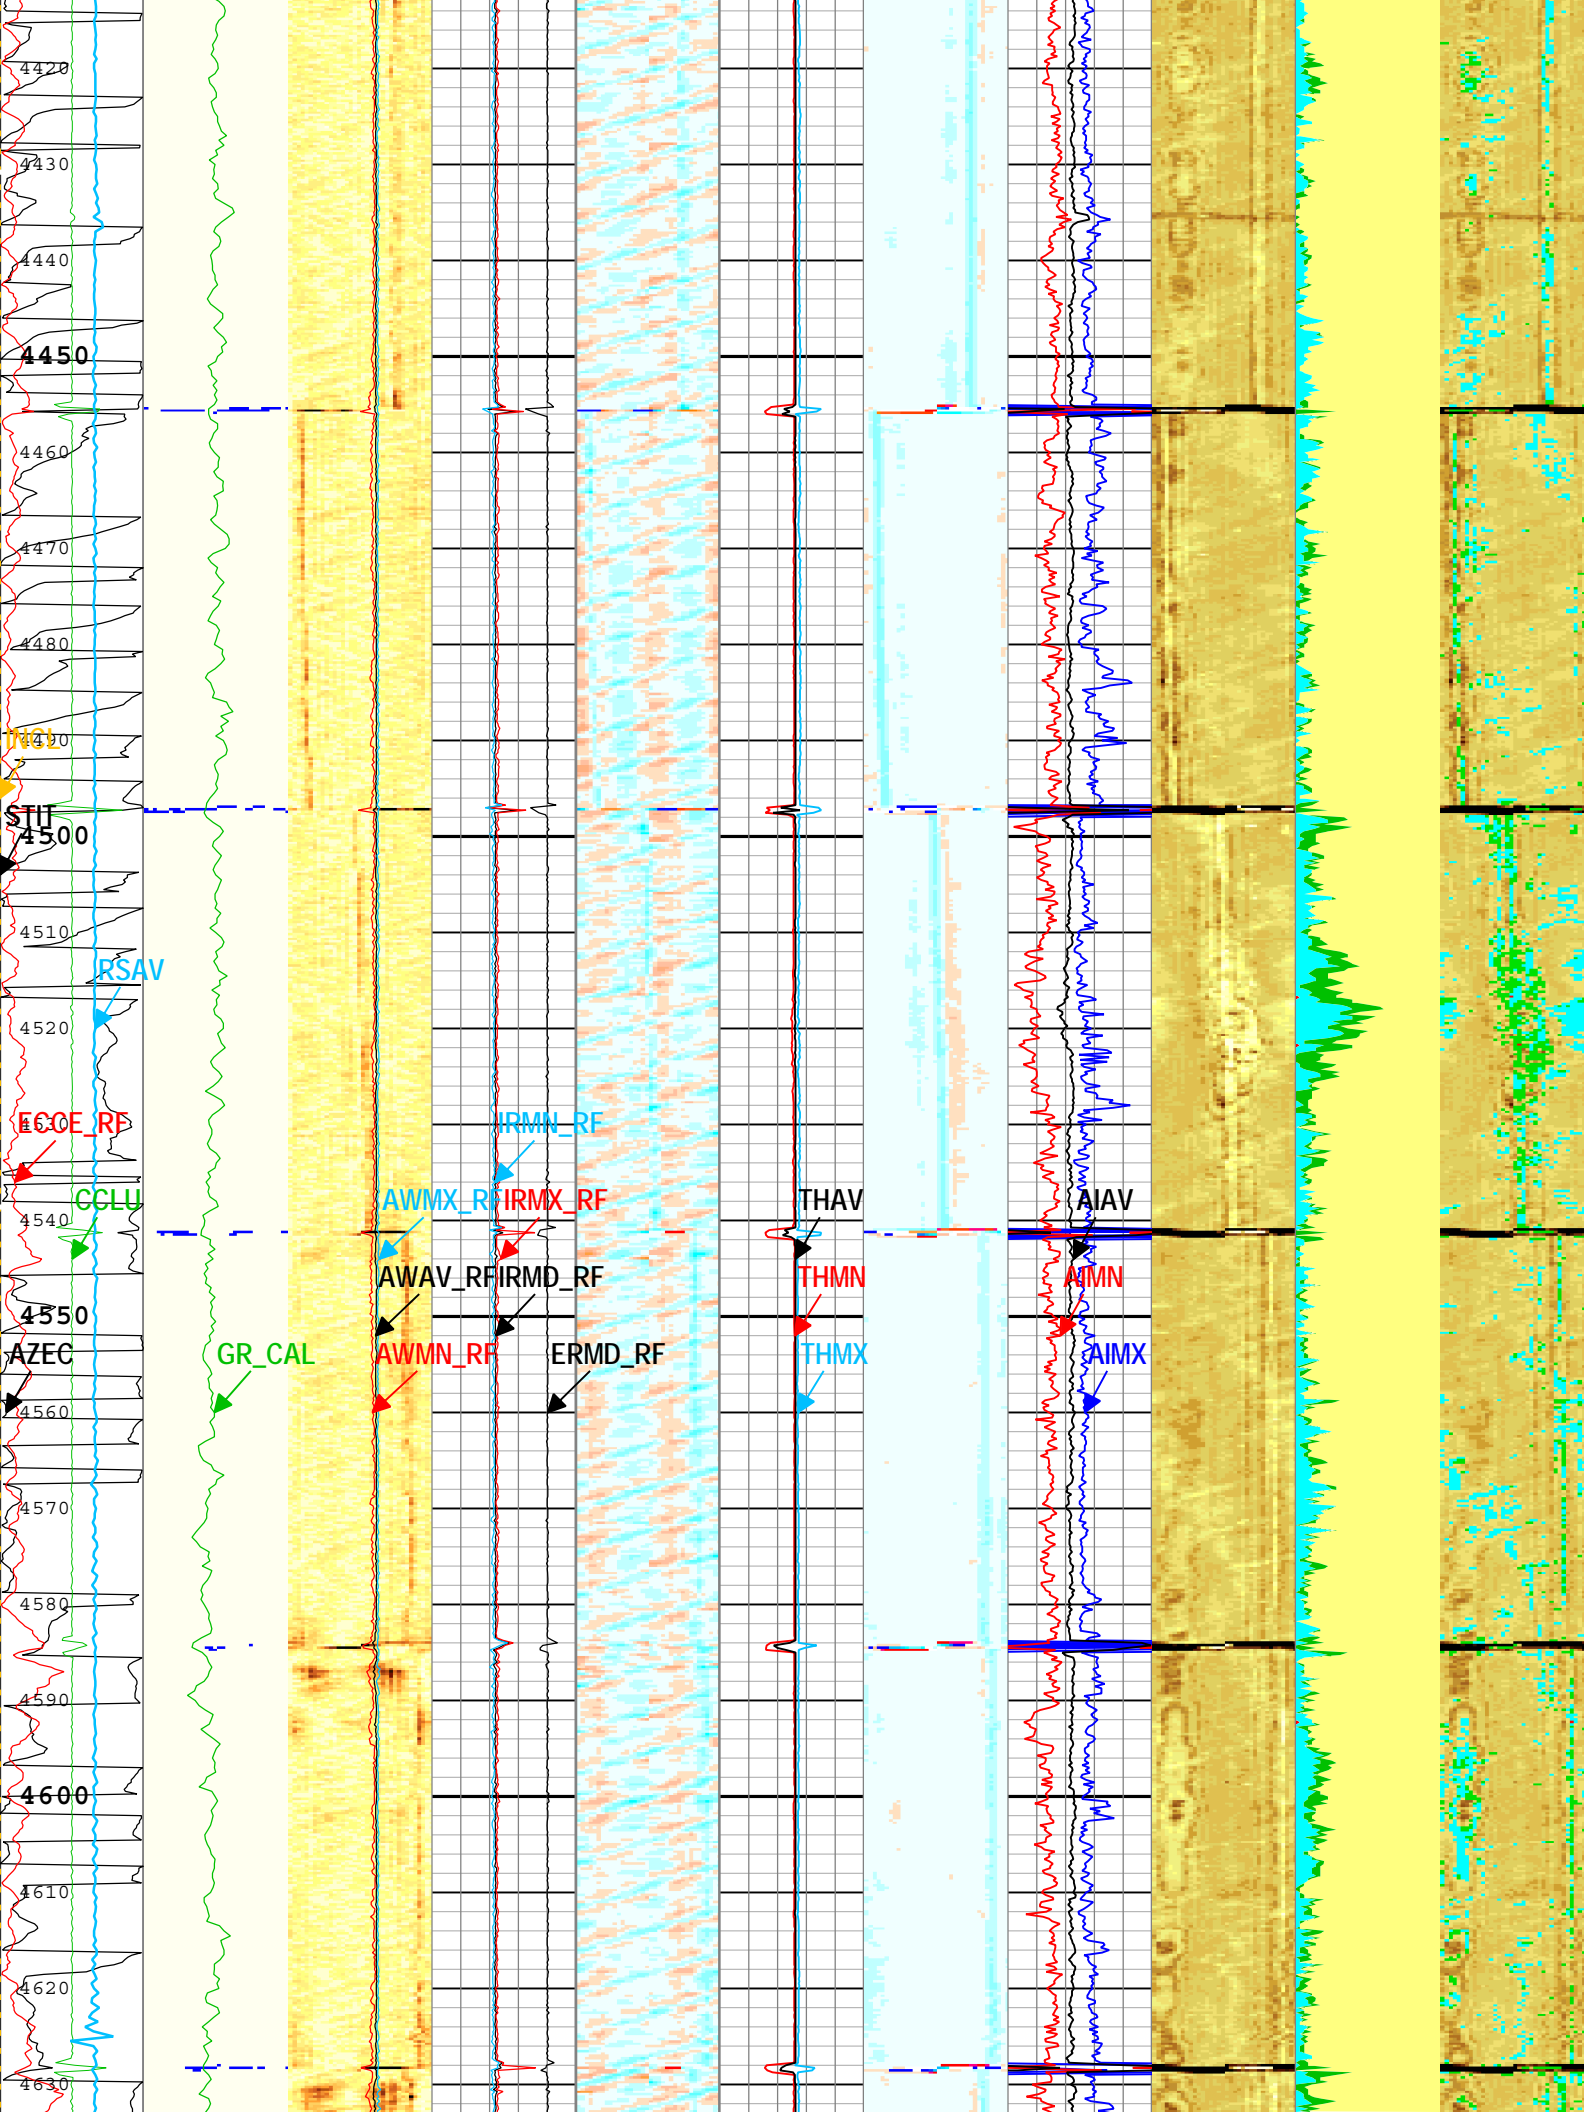 4420
4430
4440
4450
4460
4470
4480
INCL 4490
STIT
4500
4510
RSAV
4520
ECCE_RF 4530 IRMN_RF
CCLU AWMX_RF IRMX_RF THAV AIAV
4540
AWAV_RF IRMD_RF THMN AIMN
4550
AZEC GR_CAL AWMN_RF ERMD_RF THMX AIMX
4560
4570
4580
4590
4600
4610
4620
4630